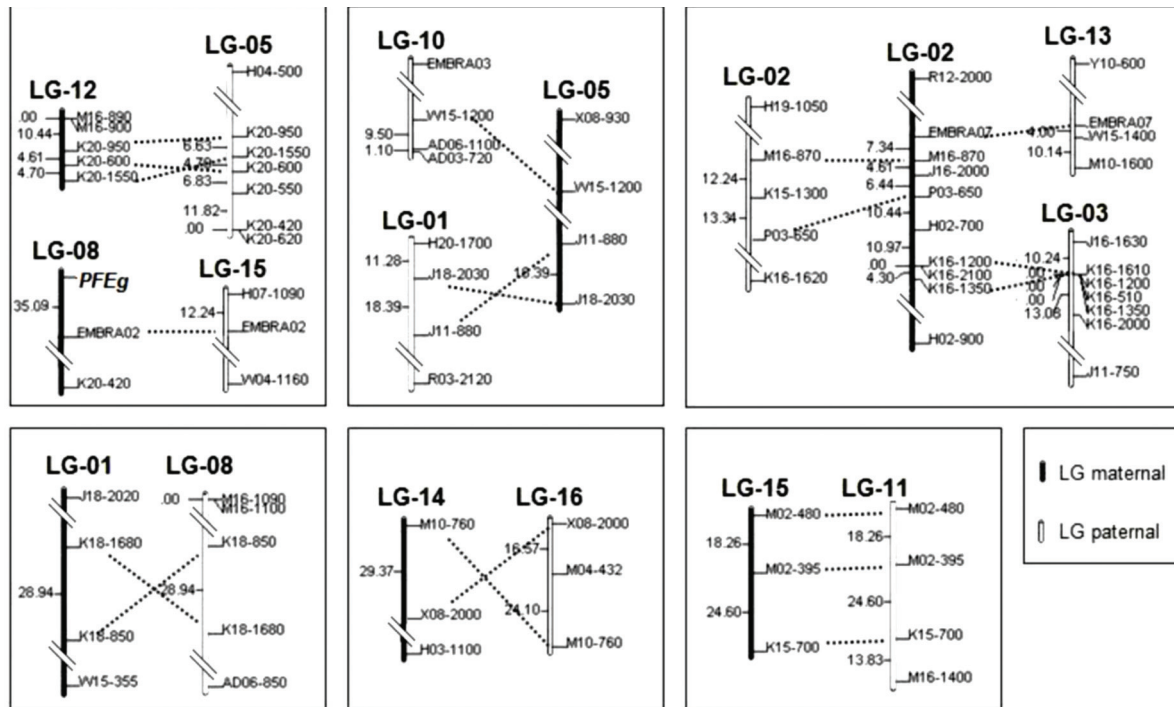 LG-12
.00
M16-890
M16-900
10.44
K20-950
4.61
K20-600
4.70
K20-1550
LG-05
H04-500
K20-950
6.63
K20-1550
4.79
K20-600
6.83
K20-550
11.82
.00
K20-420
K20-620
LG-08
PFEg
35.09
EMBRA02
K20-420
LG-15
H07-1090
12.24
EMBRA02
W04-1160
LG-10
EMBRA03
W15-1200
9.50
AD06-1100
1.10
AD03-720
LG-05
X08-930
W15-1200
J11-880
18.39
J18-2030
LG-01
H20-1700
11.28
J18-2030
18.39
J11-880
R03-2120
LG-02
H19-1050
M16-870
12.24
K15-1300
13.34
P03-650
K16-1620
LG-02
R12-2000
EMBRA07
7.34
M16-870
4.61
J16-2000
6.44
P03-650
10.44
H02-700
10.97
K16-1200
.00
K16-2100
4.30
K16-1350
H02-900
LG-13
Y10-600
EMBRA07
4.00
W15-1400
10.14
M10-1600
LG-03
J16-1630
10.24
K16-1610
.00
K16-1200
.00
K16-510
.00
K16-1350
13.08
K16-2000
J11-750
LG-01
J18-2020
K18-1680
28.94
K18-850
W15-355
LG-08
.00
M16-1090
M16-1100
K18-850
28.94
K18-1680
AD06-850
LG-14
M10-760
29.37
X08-2000
H03-1100
LG-16
X08-2000
16.57
M04-432
24.10
M10-760
LG-15
M02-480
18.26
M02-395
24.60
K15-700
LG-11
M02-480
18.26
M02-395
24.60
K15-700
13.83
M16-1400
LG maternal
LG paternal